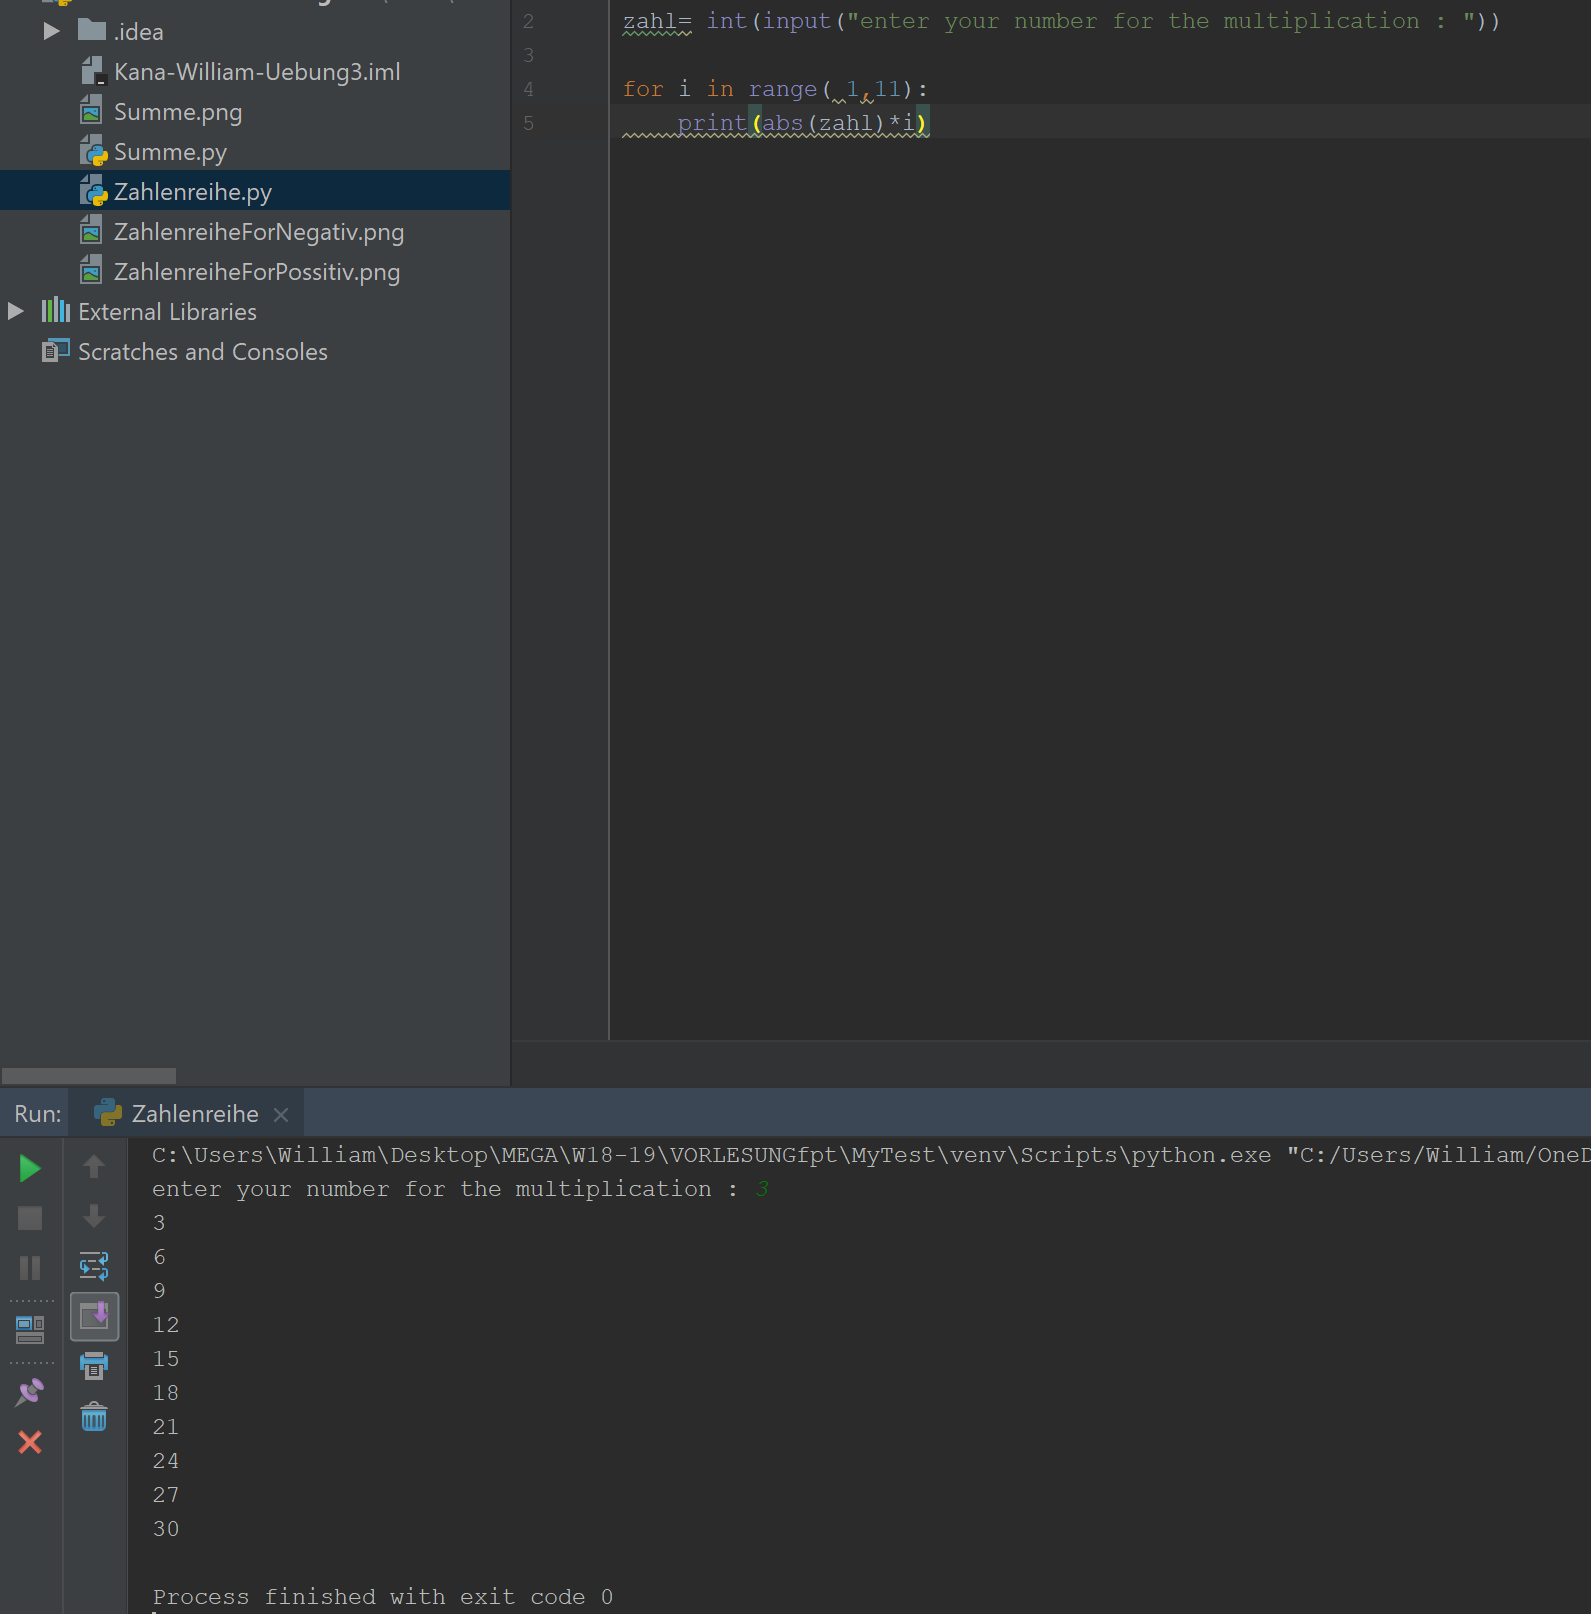 .idea
Kana-William-Uebung3.iml
Summe.png
Summe.py
Zahlenreihe.py
ZahlenreiheForNegativ.png
ZahlenreiheForPossitiv.png
External Libraries
Scratches and Consoles
2 zahl= int(input("enter your number for the multiplication : "))
3
4 for i in range( 1,11):
5     print(abs(zahl)*i)
Run: Zahlenreihe
C:\Users\William\Desktop\MEGA\W18-19\VORLESUNGfpt\MyTest\venv\Scripts\python.exe "C:/Users/William/OneD
enter your number for the multiplication : 3
3
6
9
12
15
18
21
24
27
30
Process finished with exit code 0